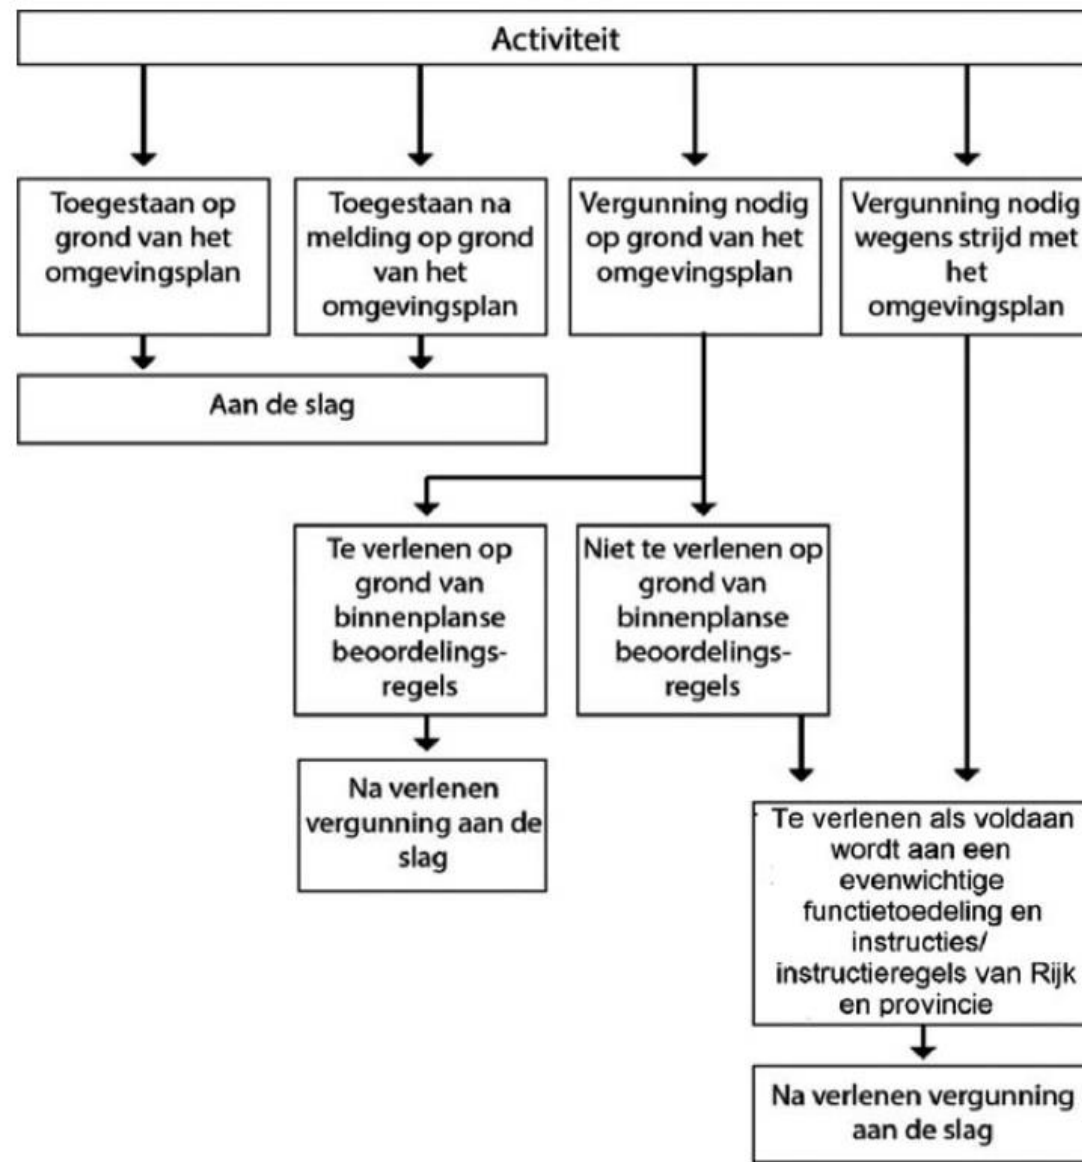 Activiteit
Toegestaan op
grond van het
omgevingsplan
Toegestaan na
melding op grond
van het
omgevingsplan
Vergunning nodig
op grond van het
omgevingsplan
Vergunning nodig
wegens strijd met
het
omgevingsplan
Aan de slag
Te verlenen op
grond van
binnenplanse
beoordelings-
regels
Niet te verlenen op
grond van
binnenplanse
beoordelings-
regels
Na verlenen
vergunning aan de
slag
Te verlenen als voldaan
wordt aan een
evenwichtige
functietoedeling en
instructies/
instructieregels van Rijk
en provincie
Na verlenen vergunning
aan de slag